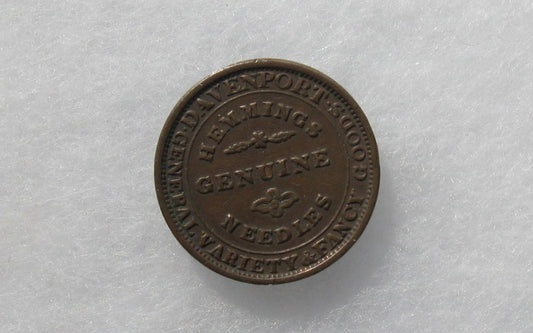 DAVENPORT·S
GENERAL VARIETY & FANCY GOODS
HEMMINGS
GENUINE
NEEDLES